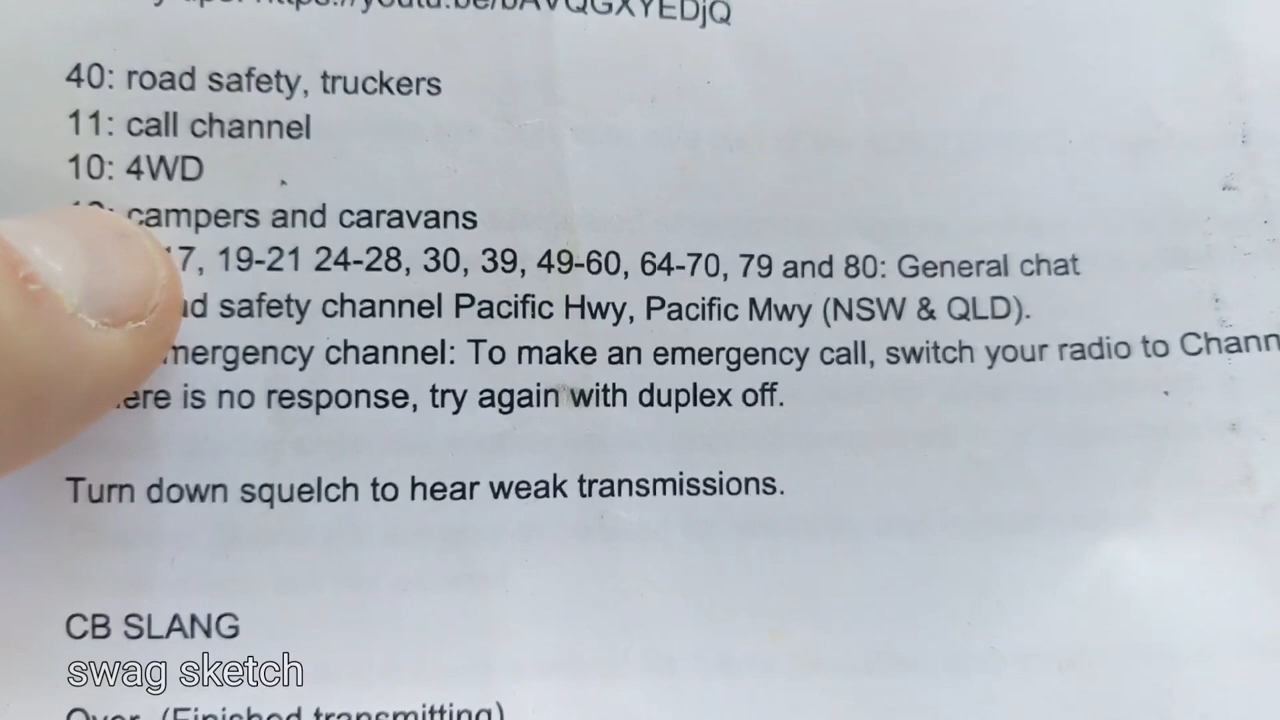 40: road safety, truckers
11: call channel
10: 4WD
campers and caravans
17, 19-21 24-28, 30, 39, 49-60, 64-70, 79 and 80: General chat
safety channel Pacific Hwy, Pacific Mwy (NSW & QLD).
channel: To make an emergency call, switch your radio to
is no response, try again with duplex off.
Turn down squelch to hear weak transmissions.
CB SLANG
swag sketch
Over (Finished transmitting)